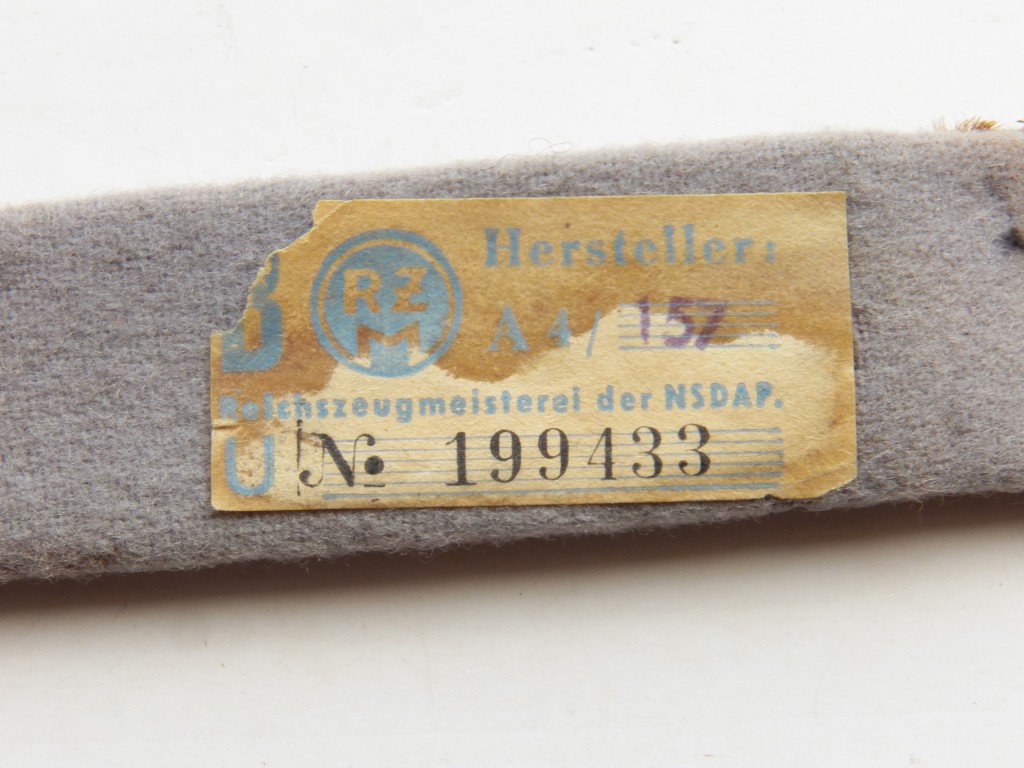 B
RZM
Hersteller:
A 4/ 157
Reichszeugmeisterei der NSDAP.
U
№ 199433